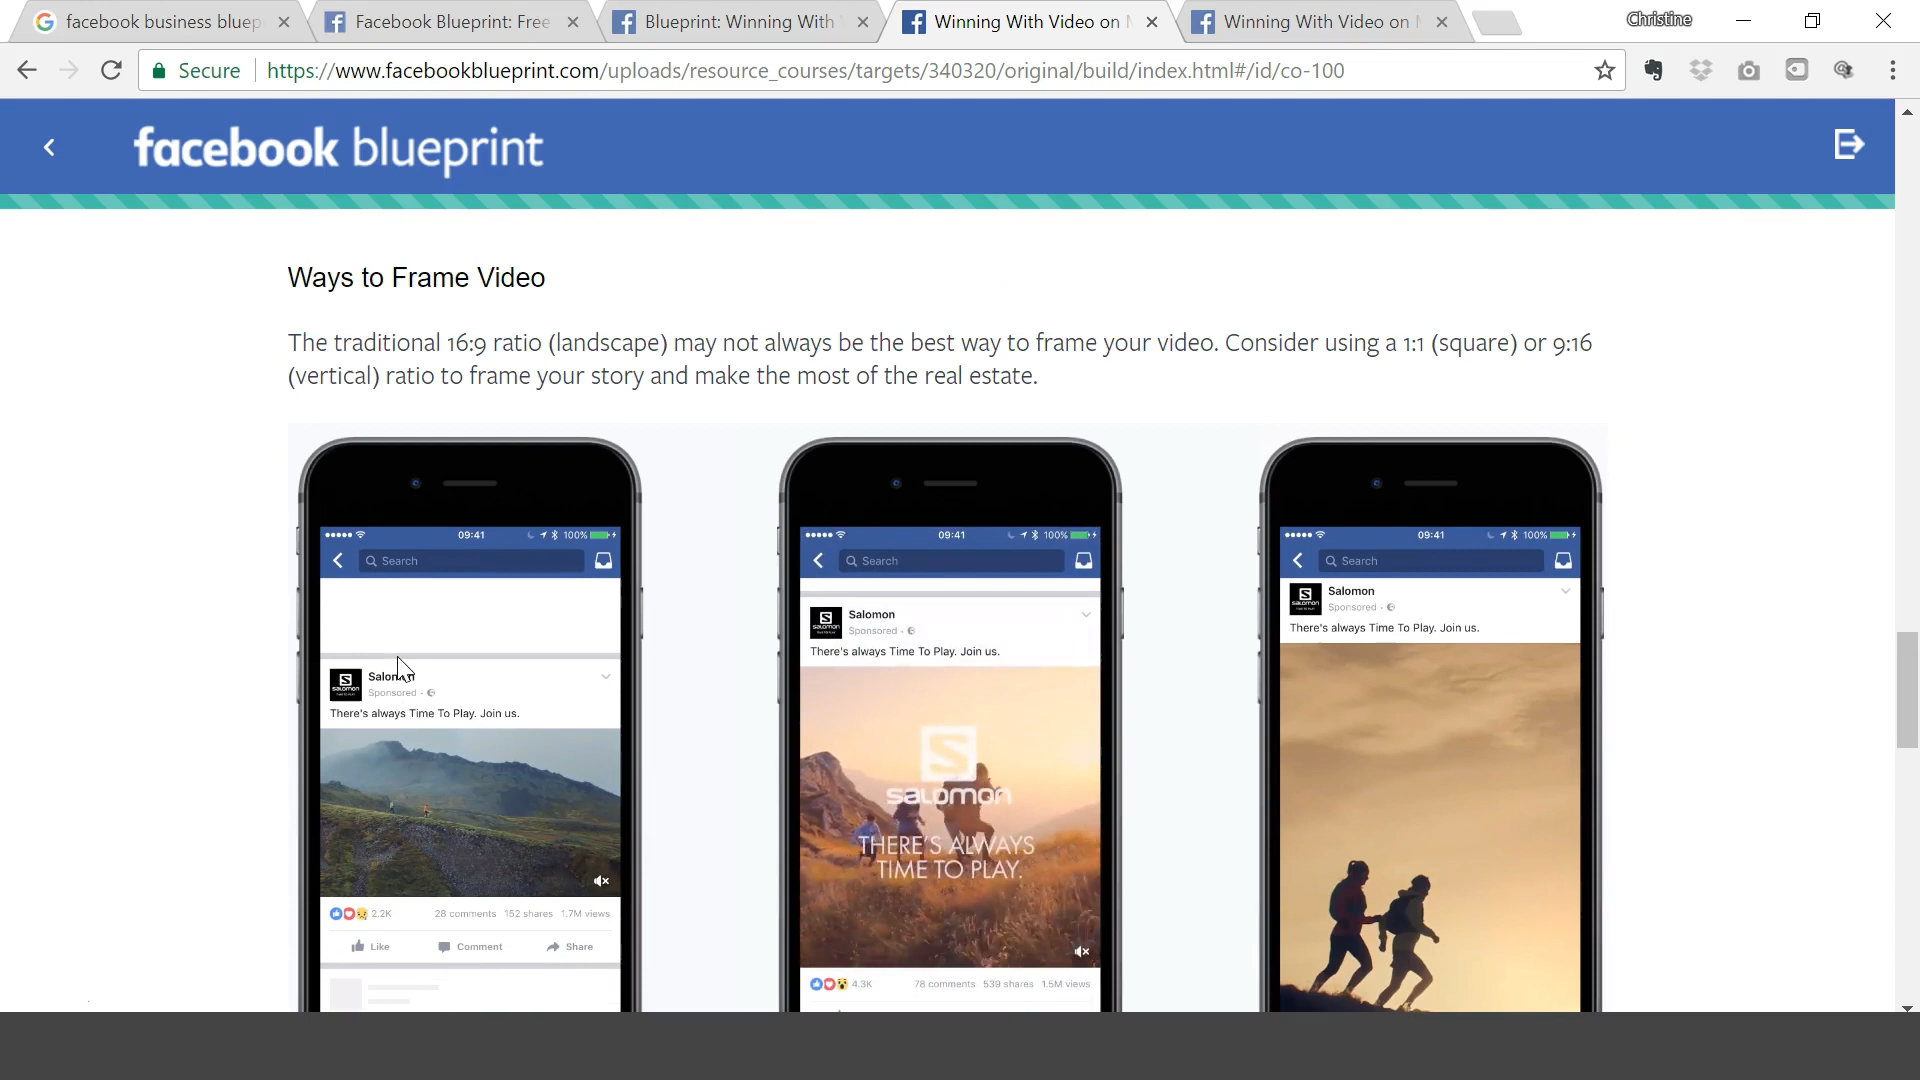 facebook business bluep
Facebook Blueprint: Free
Blueprint: Winning With
Winning With Video on M
Winning With Video on M
Christine
Secure
https://www.facebookblueprint.com/uploads/resource_courses/targets/340320/original/build/index.html#/id/co-100
facebook blueprint
Ways to Frame Video
The traditional 16:9 ratio (landscape) may not always be the best way to frame your video. Consider using a 1:1 (square) or 9:16
(vertical) ratio to frame your story and make the most of the real estate.
09:41 100%
Search
SALOMON
Salomon
Sponsored
There's always Time To Play. Join us.
2.2K 28 comments 152 shares 1.7M views
Like Comment Share
09:41 100%
Search
SALOMON
Salomon
Sponsored
There's always Time To Play. Join us.
SALOMON
THERE'S ALWAYS
TIME TO PLAY.
4.3K 78 comments 539 shares 1.5M views
09:41 100%
Search
SALOMON
Salomon
Sponsored
There's always Time To Play. Join us.